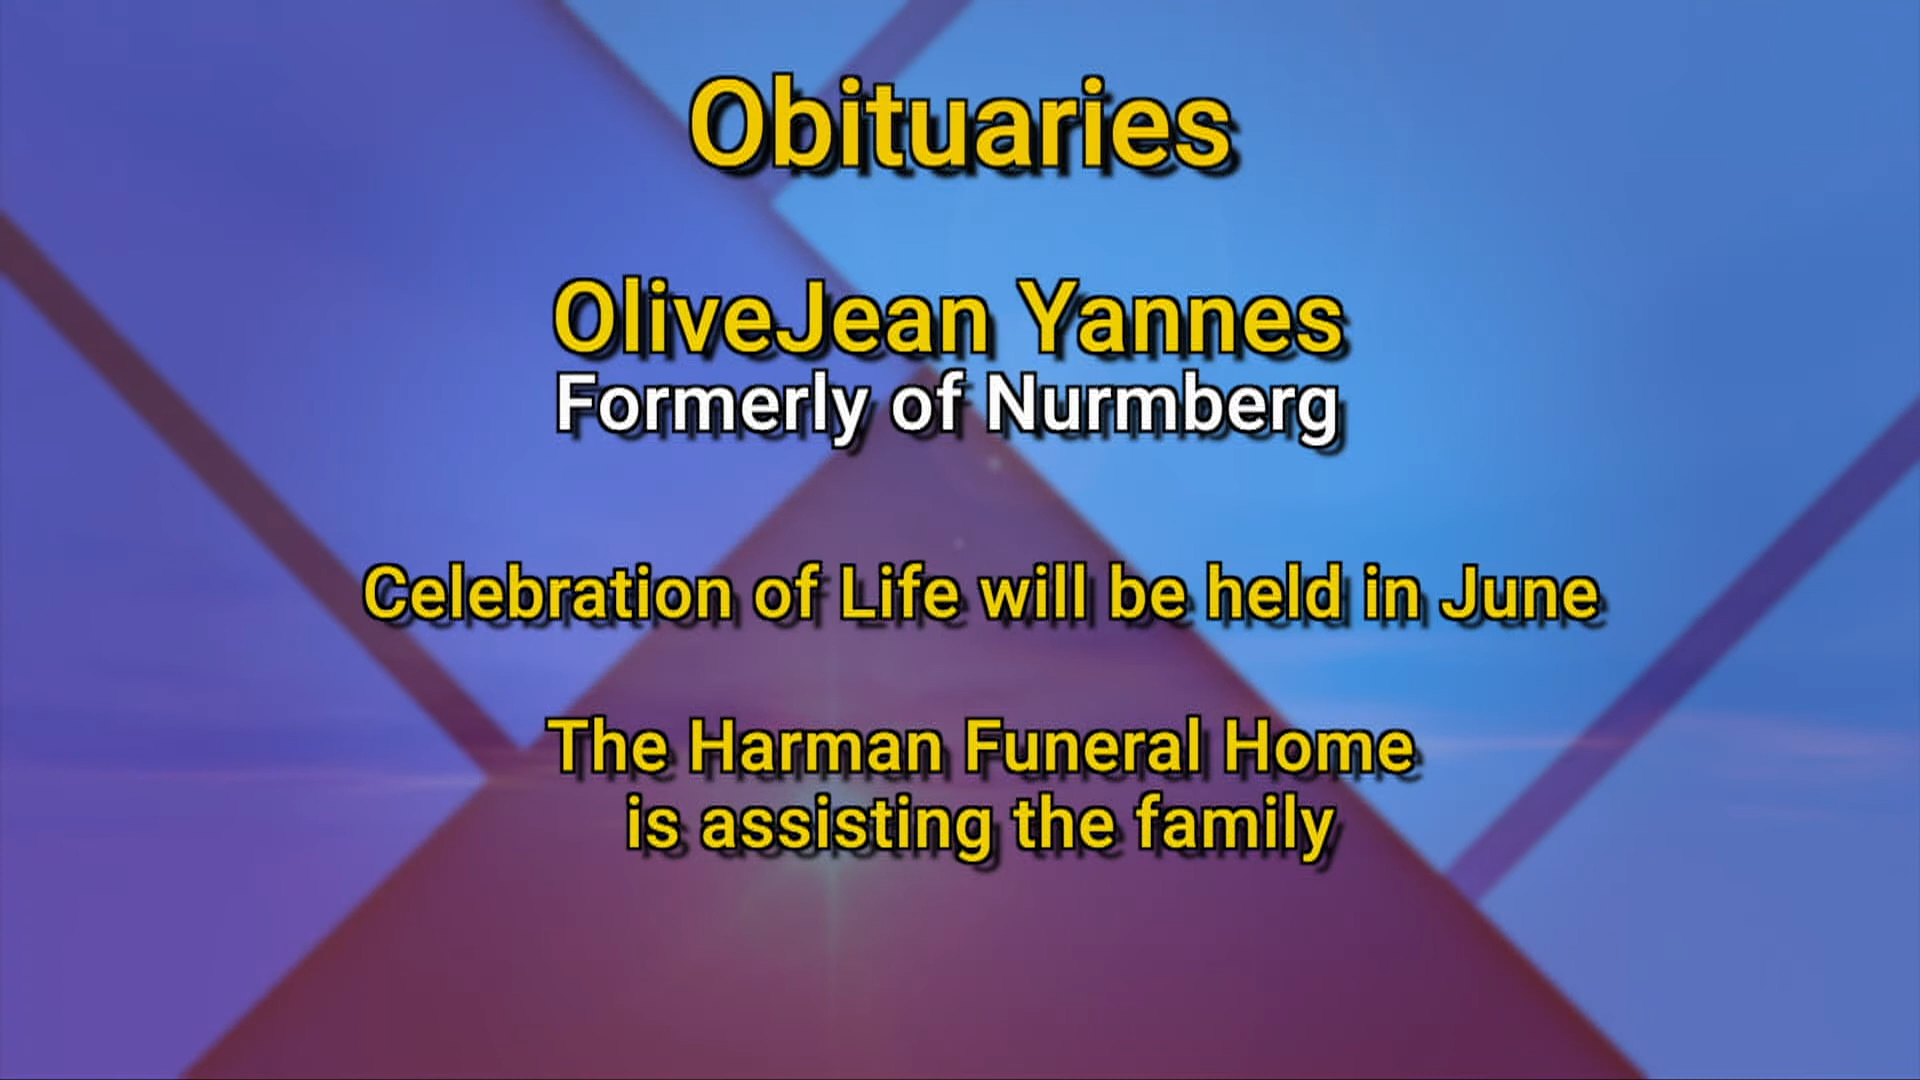 Obituaries
OliveJean Yannes
Formerly of Nurmberg
Celebration of Life will be held in June
The Harman Funeral Home
is assisting the family